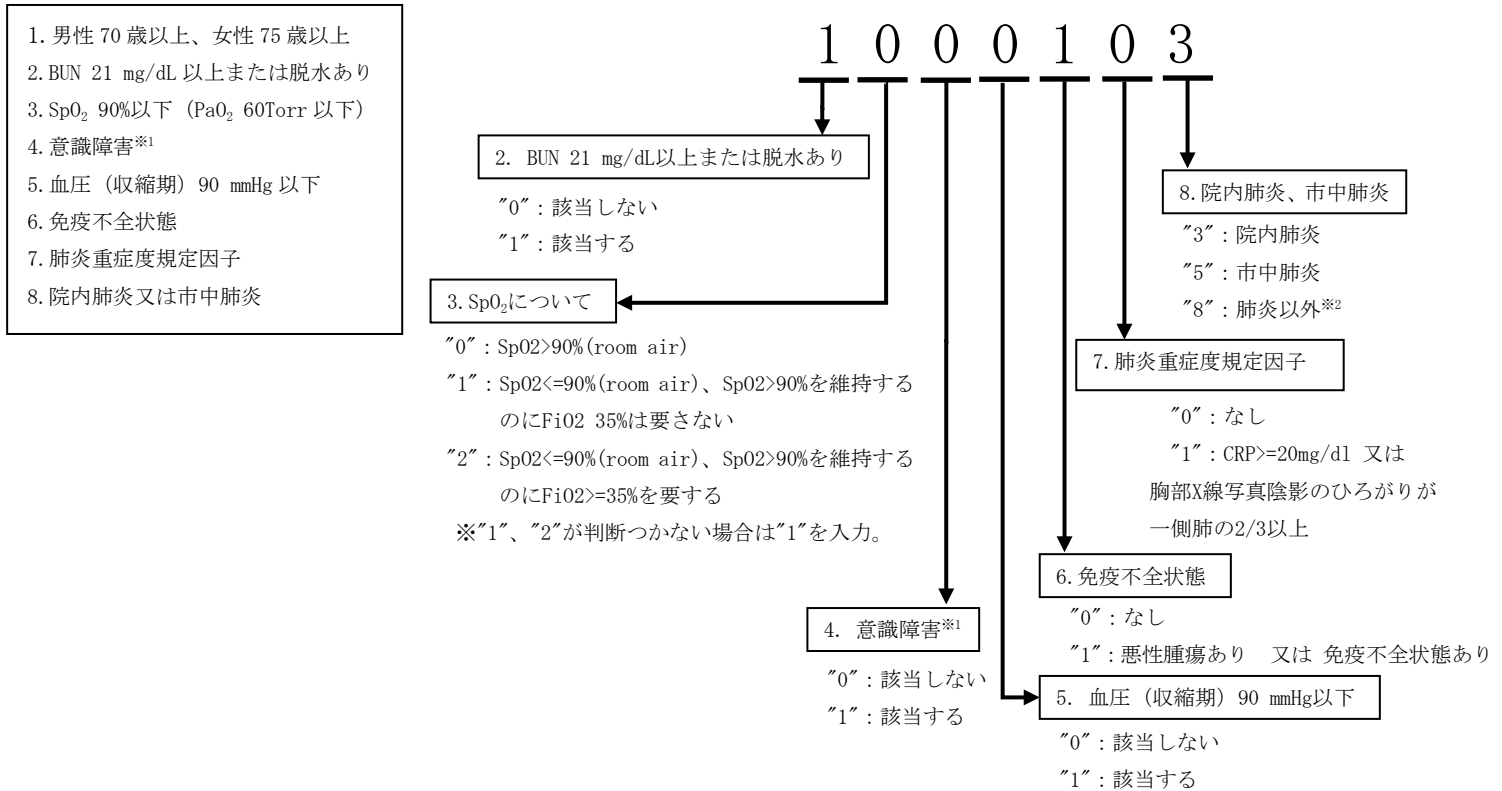 1. 男性 70 歳以上、女性 75 歳以上
2. BUN 21 mg/dL 以上または脱水あり
3. SpO₂ 90%以下 (PaO₂ 60Torr 以下)
4. 意識障害※1
5. 血圧 (収縮期) 90 mmHg 以下
6. 免疫不全状態
7. 肺炎重症度規定因子
8. 院内肺炎又は市中肺炎
1 0 0 0 1 0 3
2. BUN 21 mg/dL以上または脱水あり
"0":該当しない
"1":該当する
3. SpO₂について
"0":SpO2>90%(room air)
"1":SpO2<=90%(room air)、SpO2>90%を維持する
のにFiO2 35%は要さない
"2":SpO2<=90%(room air)、SpO2>90%を維持する
のにFiO2>=35%を要する
※"1"、"2"が判断つかない場合は"1"を入力。
4. 意識障害※1
"0":該当しない
"1":該当する
8. 院内肺炎、市中肺炎
"3":院内肺炎
"5":市中肺炎
"8":肺炎以外※2
7. 肺炎重症度規定因子
"0":なし
"1":CRP>=20mg/dl 又は
胸部X線写真陰影のひろがりが
一側肺の2/3以上
6. 免疫不全状態
"0":なし
"1":悪性腫瘍あり 又は 免疫不全状態あり
5. 血圧 (収縮期) 90 mmHg以下
"0":該当しない
"1":該当する